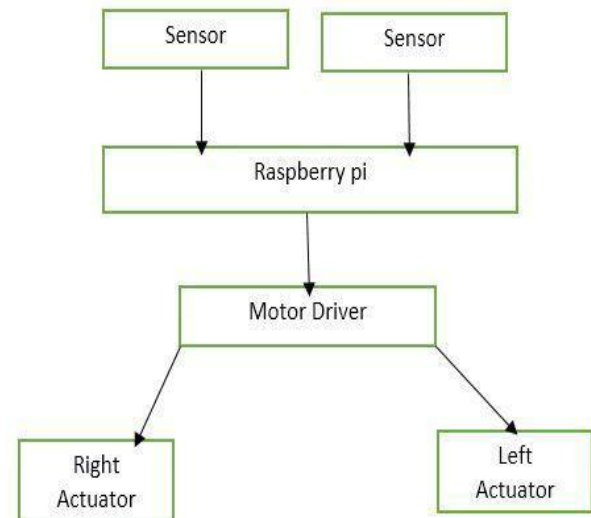 Sensor
Sensor
Raspberry pi
Motor Driver
Right
Actuator
Left
Actuator